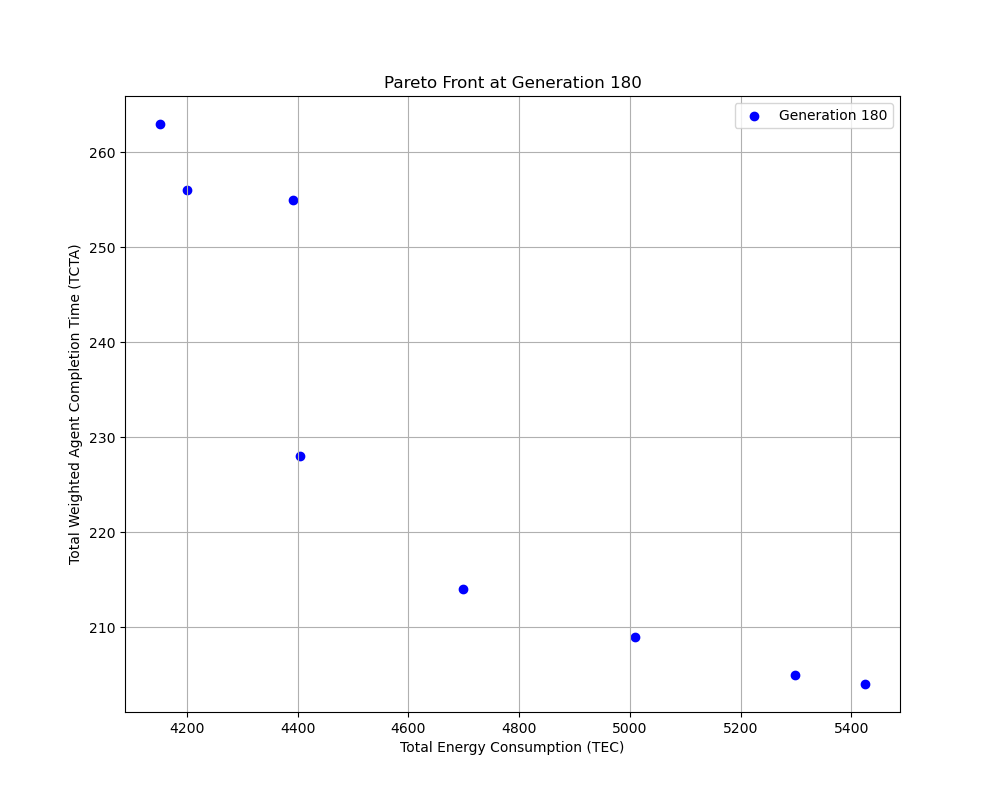 Pareto Front at Generation 180
Generation 180
260
250
240
230
220
210
Total Weighted Agent Completion Time (TCTA)
4200 4400 4600 4800 5000 5200 5400
Total Energy Consumption (TEC)